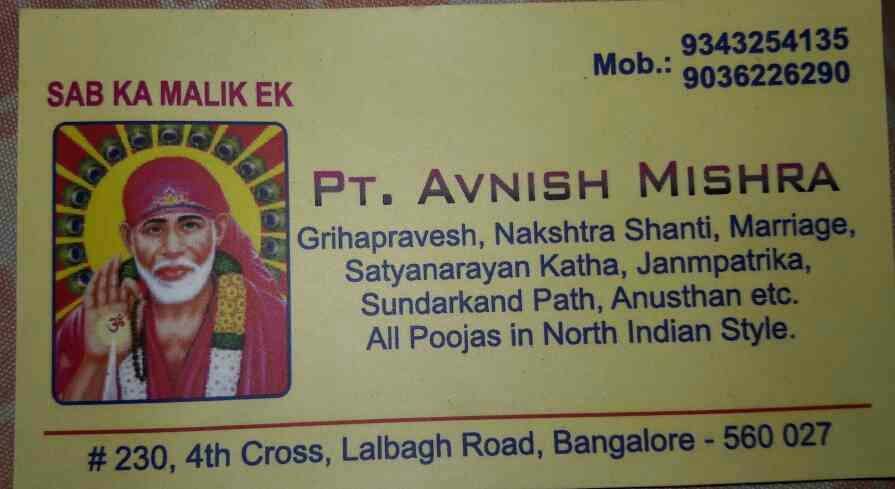 Mob.: 9343254135
9036226290
SAB KA MALIK EK
ॐ
PT. AVNISH MISHRA
Grihapravesh, Nakshtra Shanti, Marriage,
Satyanarayan Katha, Janmpatrika,
Sundarkand Path, Anusthan etc.
All Poojas in North Indian Style.
# 230, 4th Cross, Lalbagh Road, Bangalore - 560 027